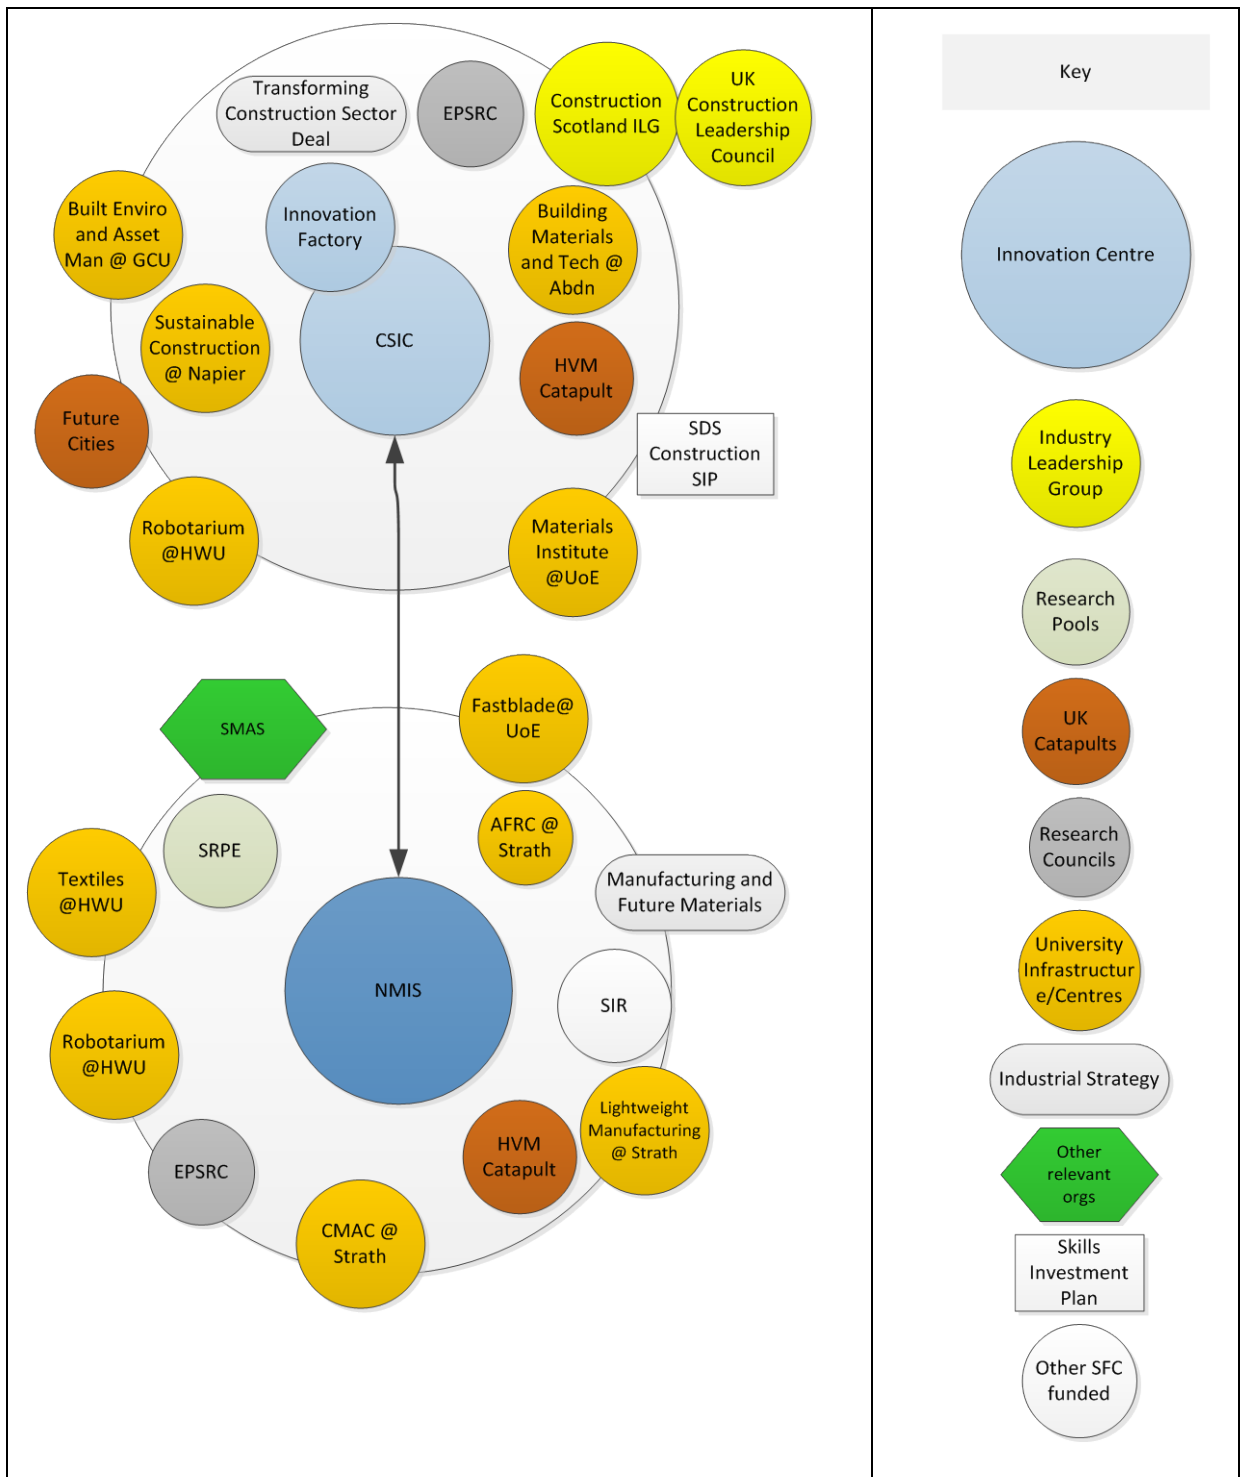 Transforming
Construction Sector
Deal
EPSRC
Construction
Scotland ILG
UK
Construction
Leadership
Council
Built Enviro
and Asset
Man @ GCU
Innovation
Factory
Building
Materials
and Tech @
Abdn
Sustainable
Construction
@ Napier
CSIC
HVM
Catapult
Future
Cities
SDS
Construction
SIP
Robotarium
@HWU
Materials
Institute
@UoE
SMAS
Fastblade@
UoE
SRPE
AFRC @
Strath
Textiles
@HWU
Manufacturing and
Future Materials
NMIS
SIR
Robotarium
@HWU
Lightweight
Manufacturing
@ Strath
HVM
Catapult
EPSRC
CMAC @
Strath
Key
Innovation Centre
Industry
Leadership
Group
Research
Pools
UK
Catapults
Research
Councils
University
Infrastructur
e/Centres
Industrial Strategy
Other
relevant
orgs
Skills
Investment
Plan
Other SFC
funded